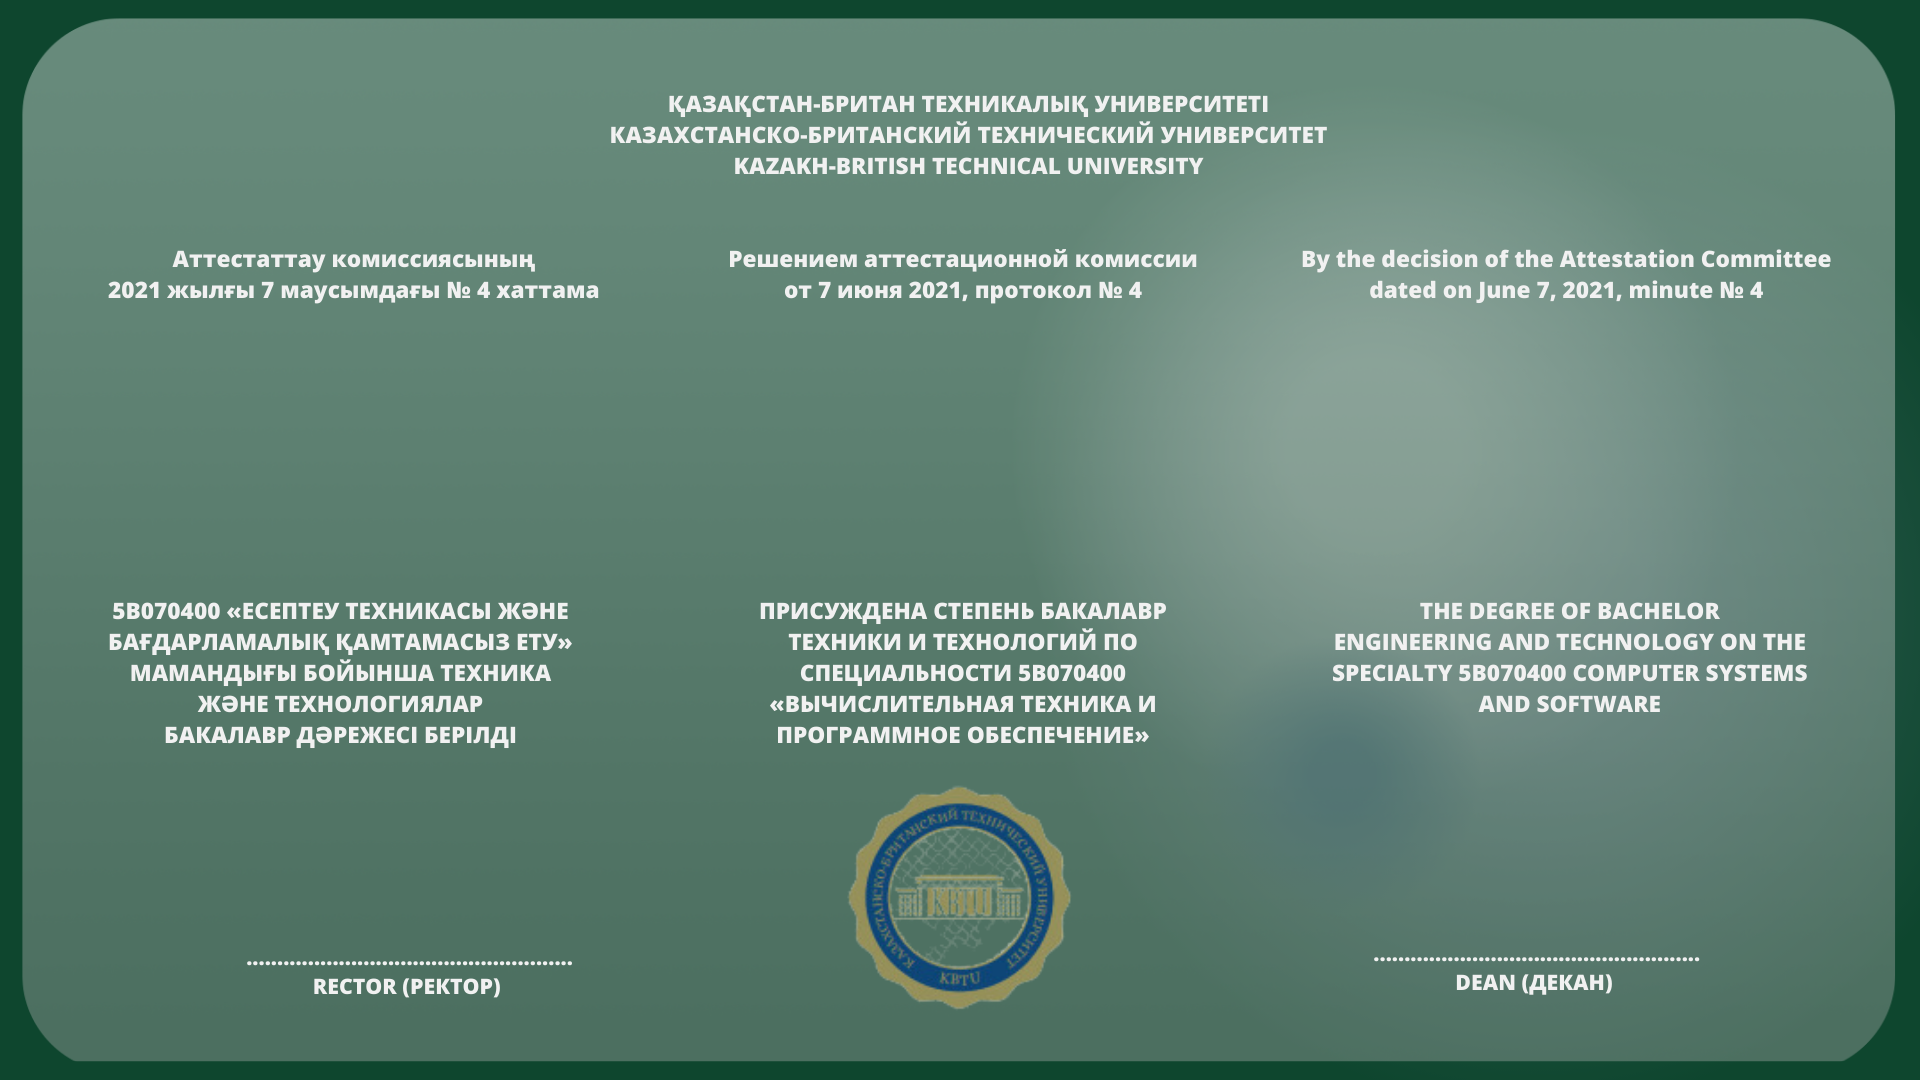 ҚАЗАҚСТАН-БРИТАН ТЕХНИКАЛЫҚ УНИВЕРСИТЕТІ
КАЗАХСТАНСКО-БРИТАНСКИЙ ТЕХНИЧЕСКИЙ УНИВЕРСИТЕТ
KAZAKH-BRITISH TECHNICAL UNIVERSITY
Аттестаттау комиссиясының
2021 жылғы 7 маусымдағы № 4 хаттама
Решением аттестационной комиссии
от 7 июня 2021, протокол № 4
By the decision of the Attestation Committee
dated on June 7, 2021, minute № 4
5B070400 «ЕСЕПТЕУ ТЕХНИКАСЫ ЖӘНЕ
БАҒДАРЛАМАЛЫҚ ҚАМТАМАСЫЗ ЕТУ»
МАМАНДЫҒЫ БОЙЫНША ТЕХНИКА
ЖӘНЕ ТЕХНОЛОГИЯЛАР
БАКАЛАВР ДӘРЕЖЕСІ БЕРІЛДІ
ПРИСУЖДЕНА СТЕПЕНЬ БАКАЛАВР
ТЕХНИКИ И ТЕХНОЛОГИЙ ПО
СПЕЦИАЛЬНОСТИ 5B070400
«ВЫЧИСЛИТЕЛЬНАЯ ТЕХНИКА И
ПРОГРАММНОЕ ОБЕСПЕЧЕНИЕ»
THE DEGREE OF BACHELOR
ENGINEERING AND TECHNOLOGY ON THE
SPECIALTY 5B070400 COMPUTER SYSTEMS
AND SOFTWARE
КАЗАХСТАНСКО-БРИТАНСКИЙ ТЕХНИЧЕСКИЙ УНИВЕРСИТЕТ
KBTU
RECTOR (РЕКТОР)
DEAN (ДЕКАН)